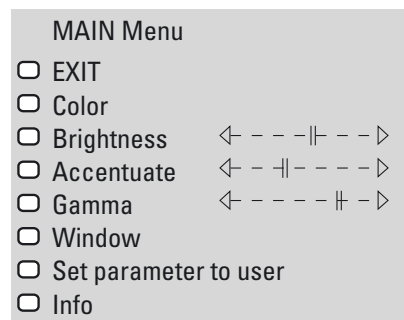 MAIN Menu
EXIT
Color
Brightness
Accentuate
Gamma
Window
Set parameter to user
Info